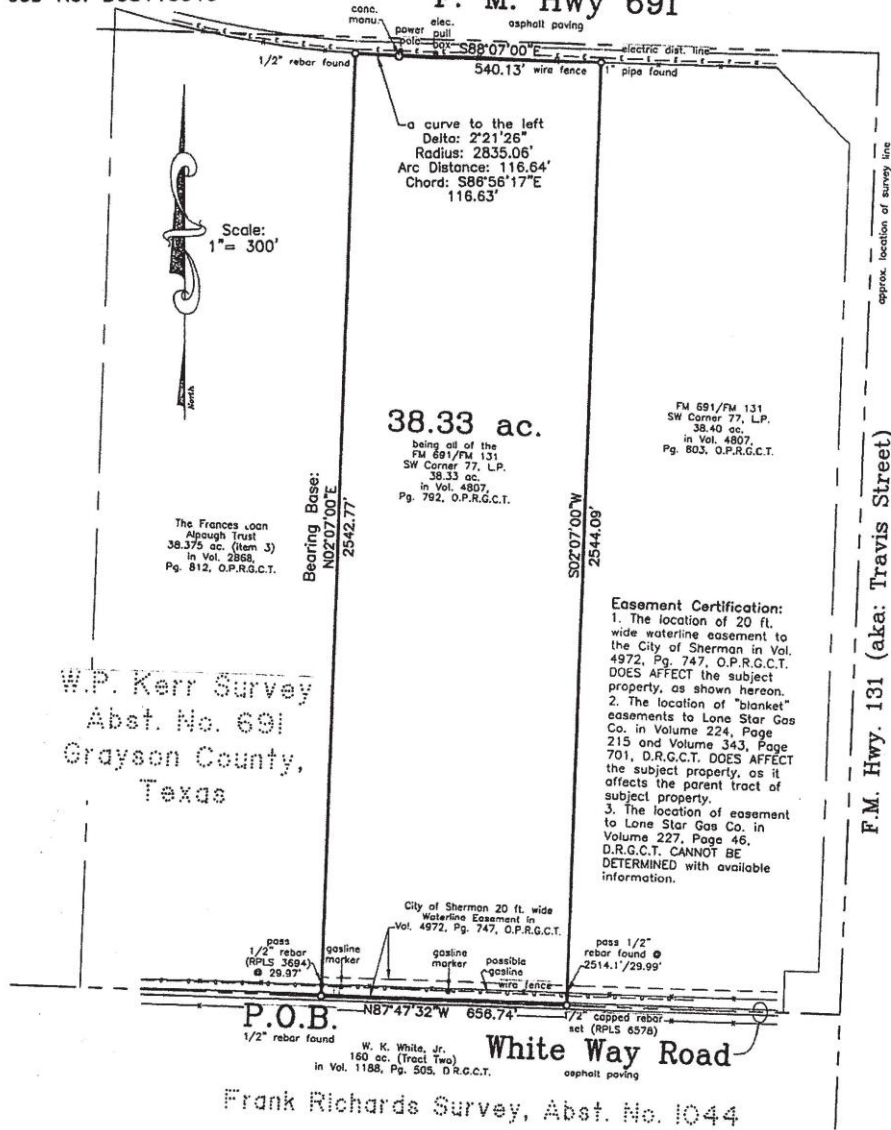 F. M. Hwy 691
asphalt paving
conc.
monu.
power
pole
elec.
pull
box
S88°07'00"E
540.13'
electric dist. line
wire fence
1/2" rebar found
1" pipe found
a curve to the left
Delta: 2°21'26"
Radius: 2835.06'
Arc Distance: 116.64'
Chord: S86°56'17"E
116.63'
Scale:
1"= 300'
North
approx. location of survey line
38.33 ac.
being all of the
FM 691/FM 131
SW Corner 77, L.P.
38.33 ac.
in Vol. 4807,
Pg. 792, O.P.R.G.C.T.
FM 691/FM 131
SW Corner 77, L.P.
38.40 ac.
in Vol. 4807,
Pg. 803, O.P.R.G.C.T.
Bearing Base:
N02°07'00"E
2542.77'
S02°07'00"W
2544.09'
The Frances Loan
Alpaugh Trust
38.375 ac. (Item 3)
in Vol. 2868,
Pg. 812, O.P.R.G.C.T.
F.M. Hwy. 131 (aka: Travis Street)
W.P. Kerr Survey
Abst. No. 691
Grayson County,
Texas
Easement Certification:
1. The location of 20 ft.
wide waterline easement to
the City of Sherman in Vol.
4972, Pg. 747, O.P.R.G.C.T.
DOES AFFECT the subject
property, as shown hereon.
2. The location of "blanket"
easements to Lone Star Gas
Co. in Volume 224, Page
215 and Volume 343, Page
701, D.R.G.C.T. DOES AFFECT
the subject property, as it
affects the parent tract of
subject property.
3. The location of easement
to Lone Star Gas Co. in
Volume 227, Page 46,
D.R.G.C.T. CANNOT BE
DETERMINED with available
information.
City of Sherman 20 ft. wide
Waterline Easement in
Vol. 4972, Pg. 747, O.P.R.G.C.T.
pass
1/2" rebar
(RPLS 3694)
@ 29.97'
gasline
marker
gasline
marker
possible
gasline
wire fence
pass 1/2"
rebar found @
2514.1'/29.99'
P.O.B.
1/2" rebar found
N87°47'32"W 656.74'
1/2" capped rebar
set (RPLS 6578)
W. K. White, Jr.
160 ac. (Tract Two)
in Vol. 1188, Pg. 505, D.R.G.C.T.
White Way Road
asphalt paving
Frank Richards Survey, Abst. No. 1044